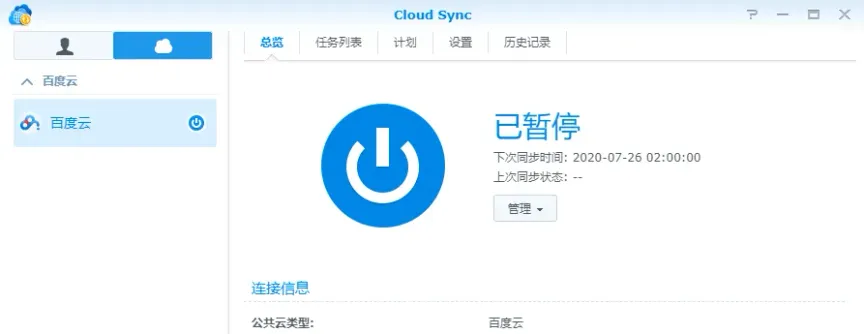 Cloud Sync
总览 任务列表 计划 设置 历史记录
百度云
百度云
已暂停
下次同步时间: 2020-07-26 02:00:00
上次同步状态: --
管理
连接信息
公共云类型: 百度云